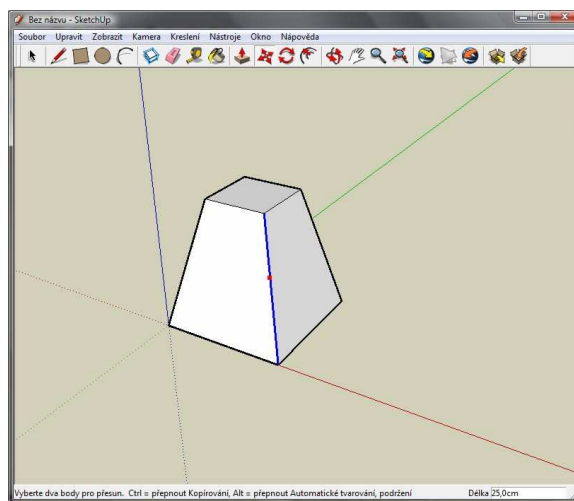 Bez názvu - SketchUp
Soubor Upravit Zobrazit Kamera Kreslení Nástroje Okno Nápověda
Vyberte dva body pro přesun. Ctrl = přepnout Kopírování, Alt = přepnout Automatické tvarování, podržení Délka 25,0cm